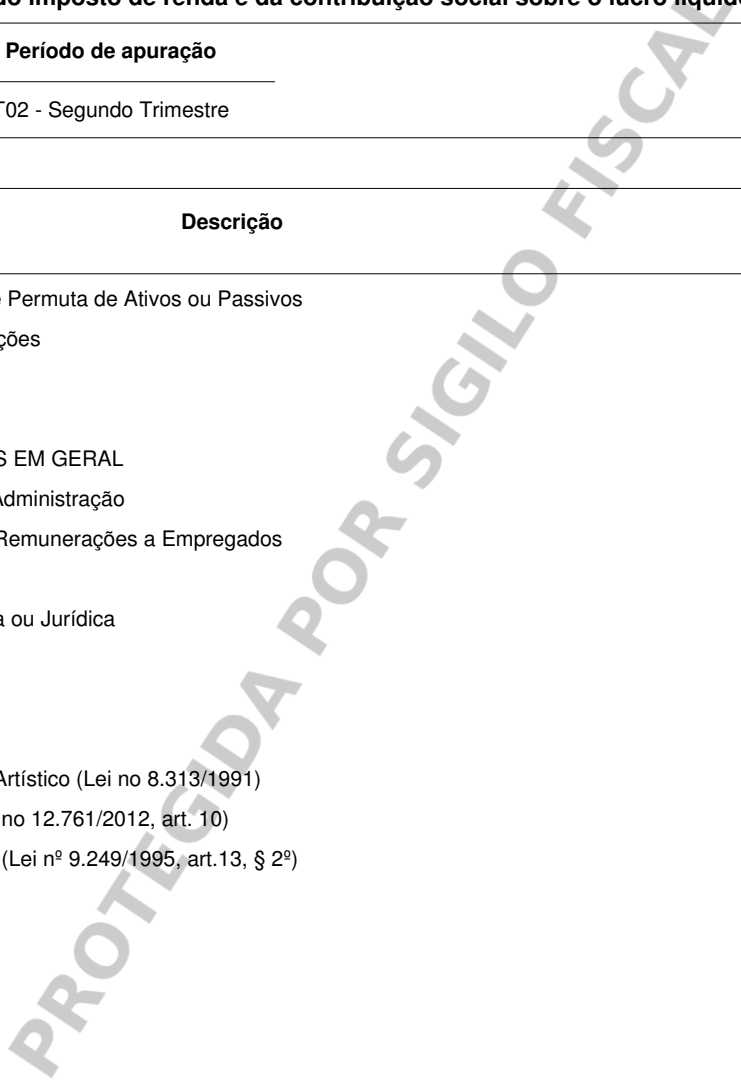 do imposto de renda e da contribuição social sobre o lucro líquido
Período de apuração
T02 - Segundo Trimestre
Descrição
Permuta de Ativos ou Passivos
ções
S EM GERAL
Administração
Remunerações a Empregados
a ou Jurídica
Artístico (Lei no 8.313/1991)
no 12.761/2012, art. 10)
(Lei nº 9.249/1995, art.13, § 2º)
PROTEGIDA POR SIGILO FISCAL